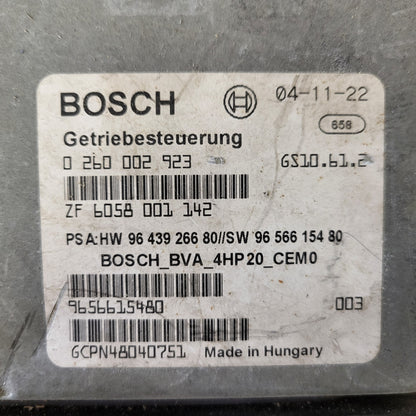 BOSCH 04-11-22
658
Getriebesteuerung
0 260 002 923 GS10.61.2
ZF 6058 001 142
PSA:HW 96 439 266 80//SW 96 566 154 80
BOSCH_BVA_4HP20_CEM0
9656615480 003
GCPN48040751 Made in Hungary